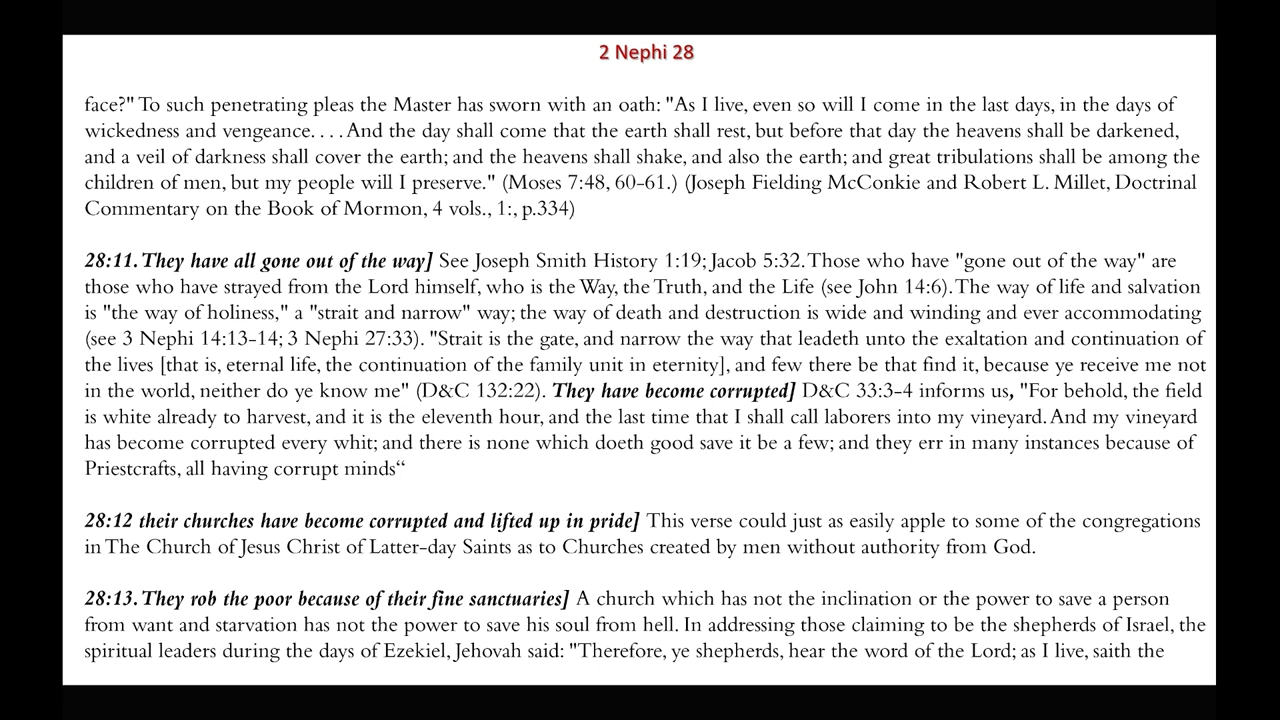 2 Nephi 28
face?" To such penetrating pleas the Master has sworn with an oath: "As I live, even so will I come in the last days, in the days of
wickedness and vengeance. . . . And the day shall come that the earth shall rest, but before that day the heavens shall be darkened,
and a veil of darkness shall cover the earth; and the heavens shall shake, and also the earth; and great tribulations shall be among the
children of men, but my people will I preserve." (Moses 7:48, 60-61.) (Joseph Fielding McConkie and Robert L. Millet, Doctrinal
Commentary on the Book of Mormon, 4 vols., 1:, p.334)
28:11. They have all gone out of the way] See Joseph Smith History 1:19; Jacob 5:32. Those who have "gone out of the way" are
those who have strayed from the Lord himself, who is the Way, the Truth, and the Life (see John 14:6). The way of life and salvation
is "the way of holiness," a "strait and narrow" way; the way of death and destruction is wide and winding and ever accommodating
(see 3 Nephi 14:13-14; 3 Nephi 27:33). "Strait is the gate, and narrow the way that leadeth unto the exaltation and continuation of
the lives [that is, eternal life, the continuation of the family unit in eternity], and few there be that find it, because ye receive me not
in the world, neither do ye know me" (D&C 132:22). They have become corrupted] D&C 33:3-4 informs us, "For behold, the field
is white already to harvest, and it is the eleventh hour, and the last time that I shall call laborers into my vineyard. And my vineyard
has become corrupted every whit; and there is none which doeth good save it be a few; and they err in many instances because of
Priestcrafts, all having corrupt minds“
28:12 their churches have become corrupted and lifted up in pride] This verse could just as easily apple to some of the congregations
in The Church of Jesus Christ of Latter-day Saints as to Churches created by men without authority from God.
28:13. They rob the poor because of their fine sanctuaries] A church which has not the inclination or the power to save a person
from want and starvation has not the power to save his soul from hell. In addressing those claiming to be the shepherds of Israel, the
spiritual leaders during the days of Ezekiel, Jehovah said: "Therefore, ye shepherds, hear the word of the Lord; as I live, saith the